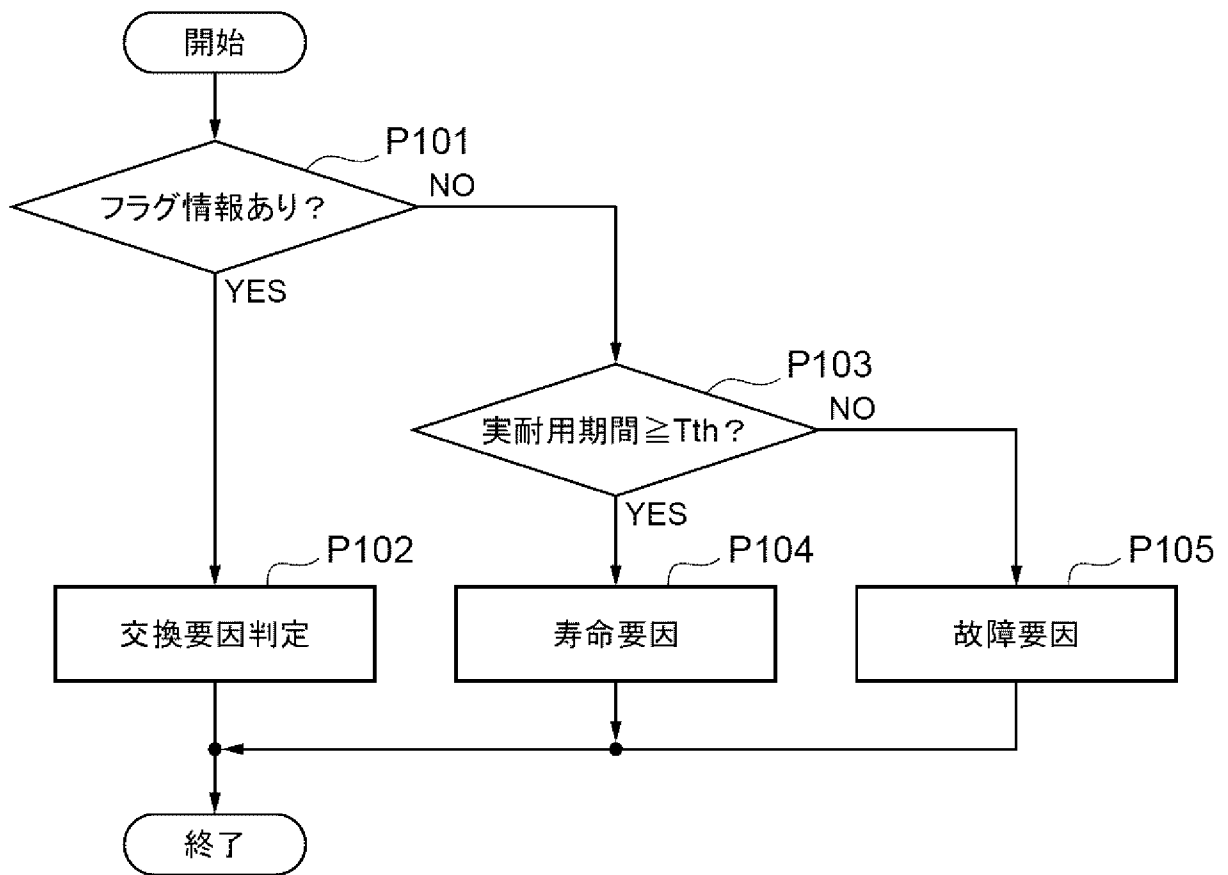 開始
P101
フラグ情報あり？
NO
YES
P103
実耐用期間≧Tth？
NO
YES
P102
交換要因判定
P104
寿命要因
P105
故障要因
終了